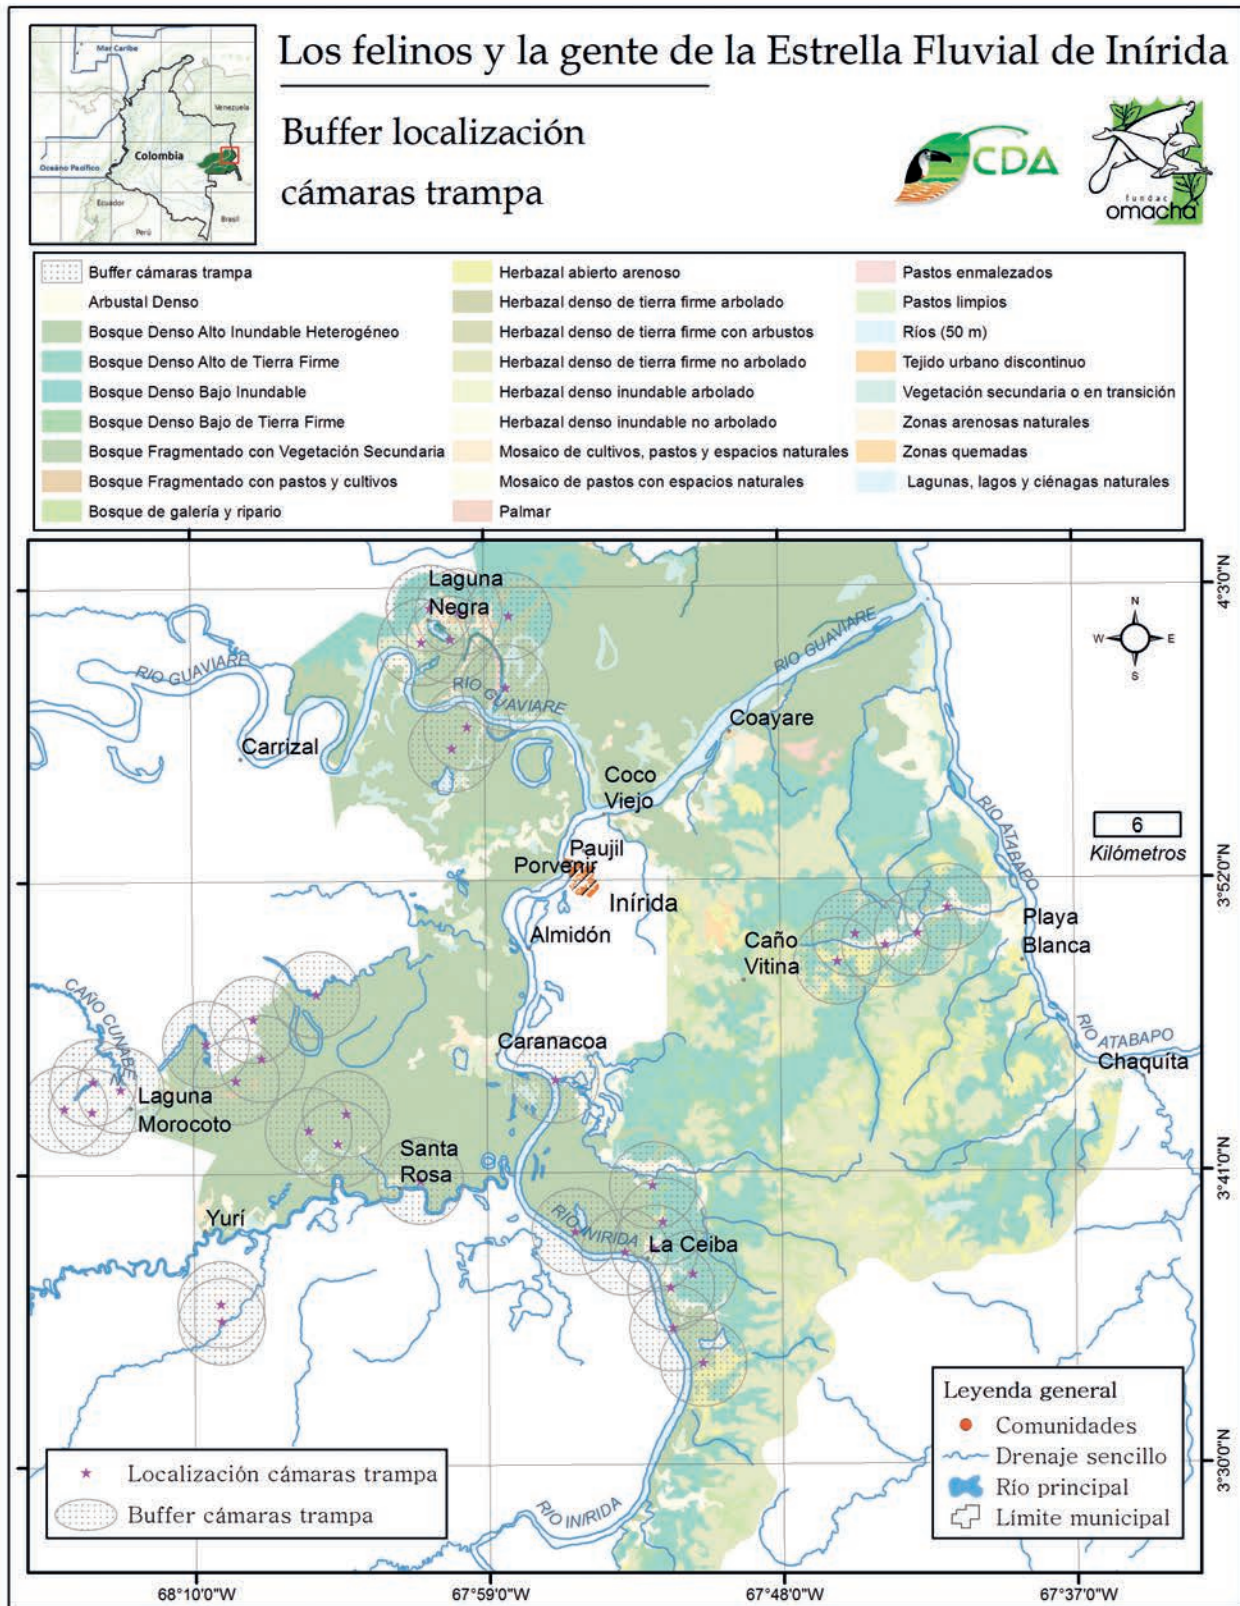 Los felinos y la gente de la Estrella Fluvial de Inírida
Buffer localización
cámaras trampa
Mar Caribe
Venezuela
Colombia
Océano Pacífico
Ecuador
Perú
Brasil
CDA
fundac
omacha
Buffer cámaras trampa
Arbustal Denso
Bosque Denso Alto Inundable Heterogéneo
Bosque Denso Alto de Tierra Firme
Bosque Denso Bajo Inundable
Bosque Denso Bajo de Tierra Firme
Bosque Fragmentado con Vegetación Secundaria
Bosque Fragmentado con pastos y cultivos
Bosque de galería y ripario
Herbazal abierto arenoso
Herbazal denso de tierra firme arbolado
Herbazal denso de tierra firme con arbustos
Herbazal denso de tierra firme no arbolado
Herbazal denso inundable arbolado
Herbazal denso inundable no arbolado
Mosaico de cultivos, pastos y espacios naturales
Mosaico de pastos con espacios naturales
Palmar
Pastos enmalezados
Pastos limpios
Ríos (50 m)
Tejido urbano discontinuo
Vegetación secundaria o en transición
Zonas arenosas naturales
Zonas quemadas
Lagunas, lagos y ciénagas naturales
Laguna
Negra
4°3'0"N
N
W
E
S
RIO GUAVIARE
RIO GUAVIARE
RIO GUAVIARE
Carrizal
Coayare
Coco
Viejo
RIO ATABAPO
6
Kilómetros
Paujil
Porvenir
Inírida
3°52'0"N
Almidón
Caño
Vitina
Playa
Blanca
CAÑO CUNABE
Caranacoa
RIO ATABAPO
Chaquíta
Laguna
Morocoto
Santa
Rosa
3°41'0"N
Yurí
RIO INIRIDA
La Ceiba
3°30'0"N
RIO INIRIDA
Localización cámaras trampa
Buffer cámaras trampa
Leyenda general
Comunidades
Drenaje sencillo
Río principal
Límite municipal
68°10'0"W
67°59'0"W
67°48'0"W
67°37'0"W